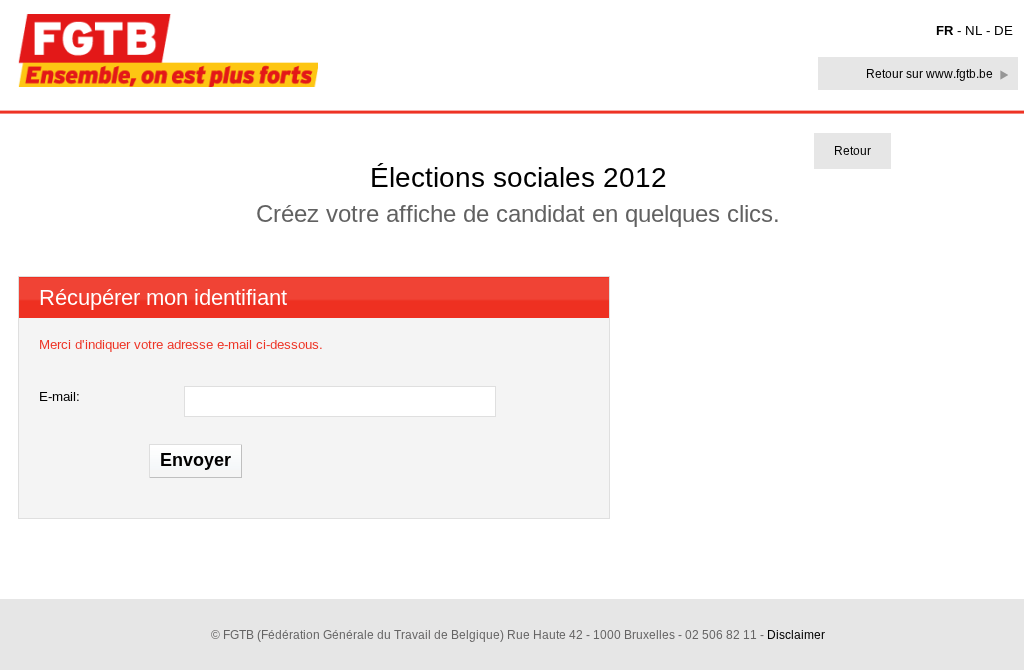 FGTB
Ensemble, on est plus forts
FR - NL - DE
Retour sur www.fgtb.be
Retour
Élections sociales 2012
Créez votre affiche de candidat en quelques clics.
Récupérer mon identifiant
Merci d'indiquer votre adresse e-mail ci-dessous.
E-mail:
Envoyer
© FGTB (Fédération Générale du Travail de Belgique) Rue Haute 42 - 1000 Bruxelles - 02 506 82 11 - Disclaimer